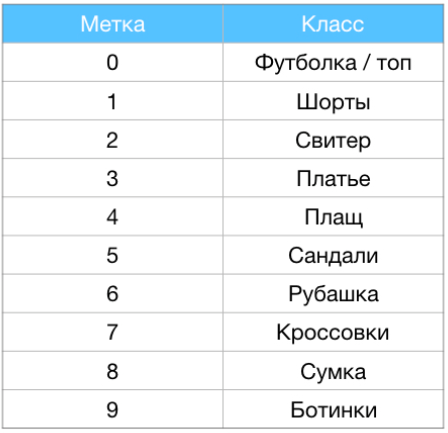 Метка Класс
0 Футболка / топ
1 Шорты
2 Свитер
3 Платье
4 Плащ
5 Сандали
6 Рубашка
7 Кроссовки
8 Сумка
9 Ботинки